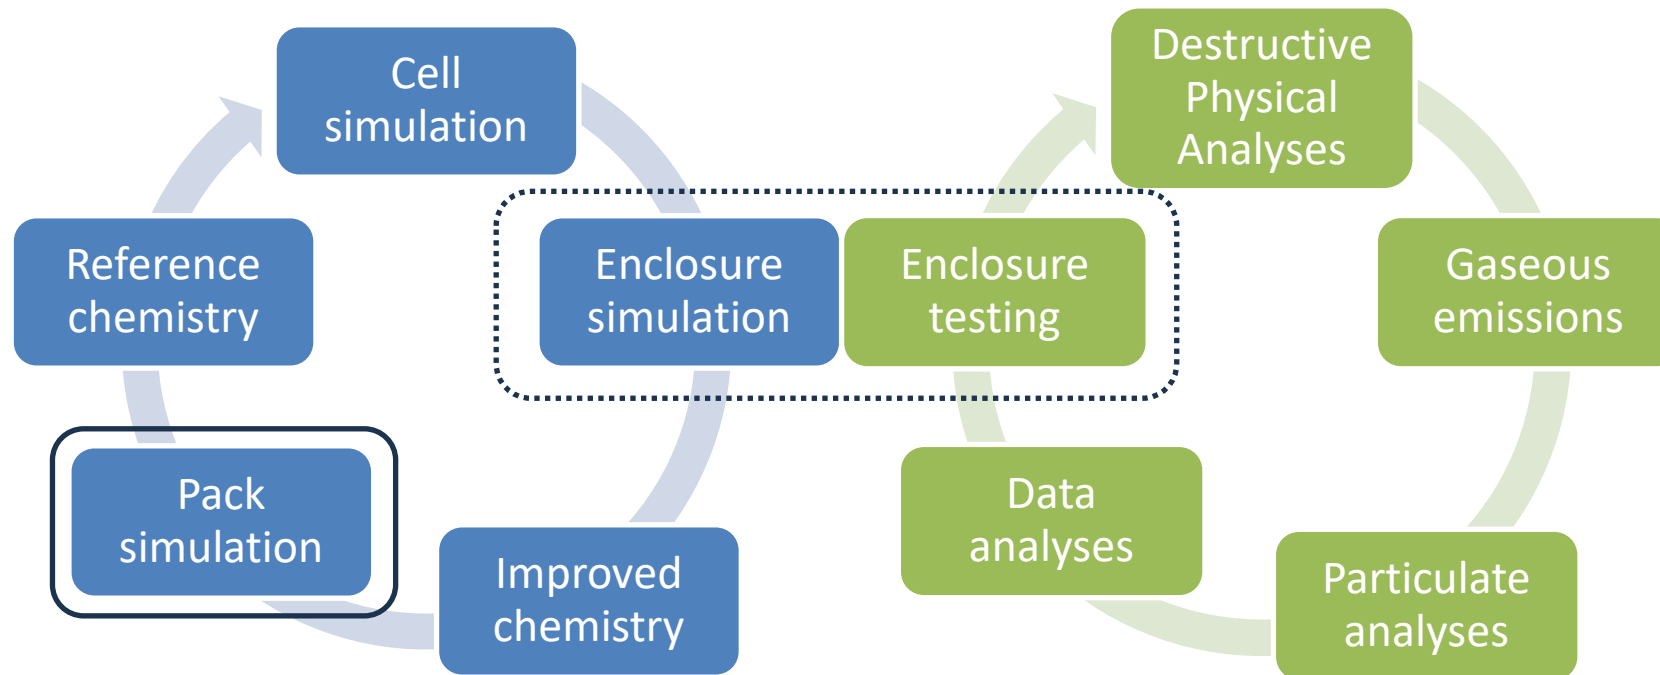 Cell
simulation
Enclosure
simulation
Improved
chemistry
Pack
simulation
Reference
chemistry
Destructive
Physical
Analyses
Gaseous
emissions
Particulate
analyses
Data
analyses
Enclosure
testing